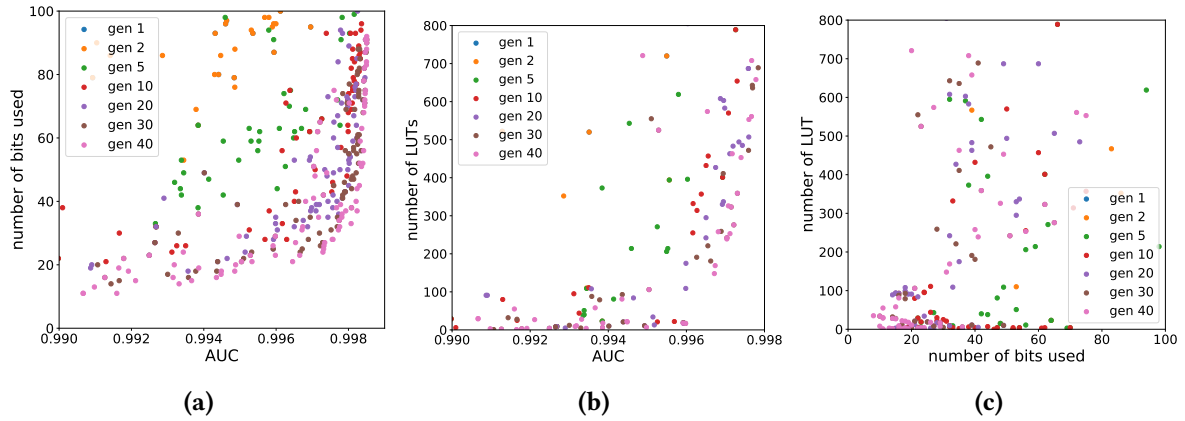 100
80
60
40
20
0
number of bits used
gen 1
gen 2
gen 5
gen 10
gen 20
gen 30
gen 40
0.990
0.992
0.994
0.996
0.998
AUC
(a)
800
700
600
500
400
300
200
100
0
number of LUTs
gen 1
gen 2
gen 5
gen 10
gen 20
gen 30
gen 40
0.990
0.992
0.994
0.996
0.998
AUC
(b)
800
700
600
500
400
300
200
100
0
number of LUT
gen 1
gen 2
gen 5
gen 10
gen 20
gen 30
gen 40
0
20
40
60
80
100
number of bits used
(c)